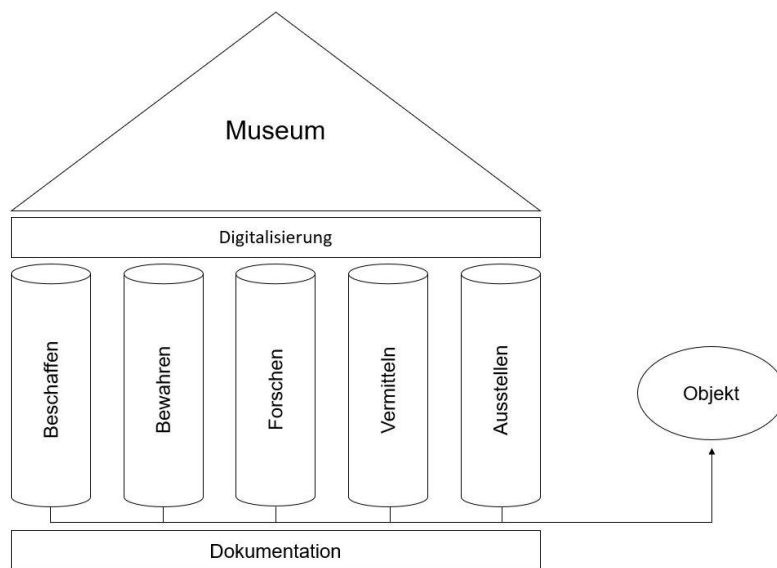 Museum
Digitalisierung
Beschaffen
Bewahren
Forschen
Vermitteln
Ausstellen
Objekt
Dokumentation